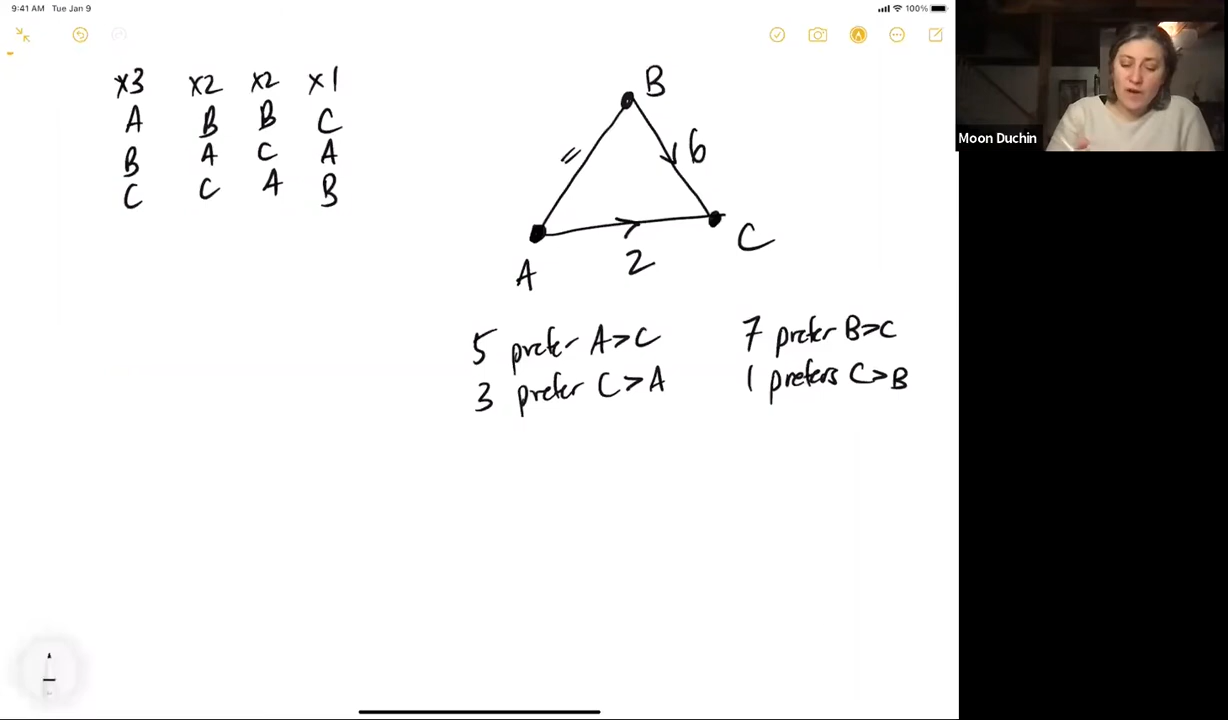 9:41 AM Tue Jan 9
100%
x3 x2 x2 x1
A B B C
B A C A
C C A B
B
6
A
2
C
5 prefer A>C
3 prefer C>A
7 prefer B>C
1 prefers C>B
Moon Duchin